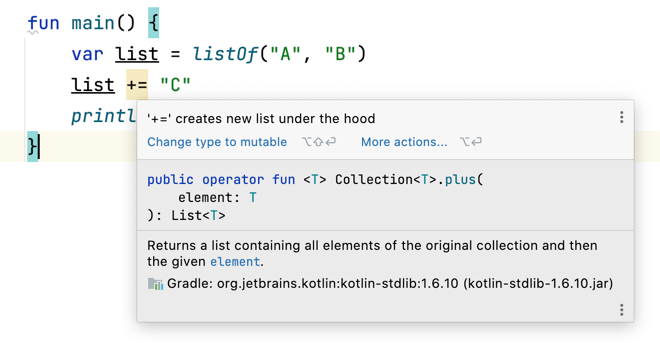 fun main() {
var list = listOf("A", "B")
list += "C"
printl
}
'+=' creates new list under the hood
Change type to mutable ⌥⇧⏎ More actions... ⌥⏎
public operator fun <T> Collection<T>.plus(
element: T
): List<T>
Returns a list containing all elements of the original collection and then
the given element.
Gradle: org.jetbrains.kotlin:kotlin-stdlib:1.6.10 (kotlin-stdlib-1.6.10.jar)